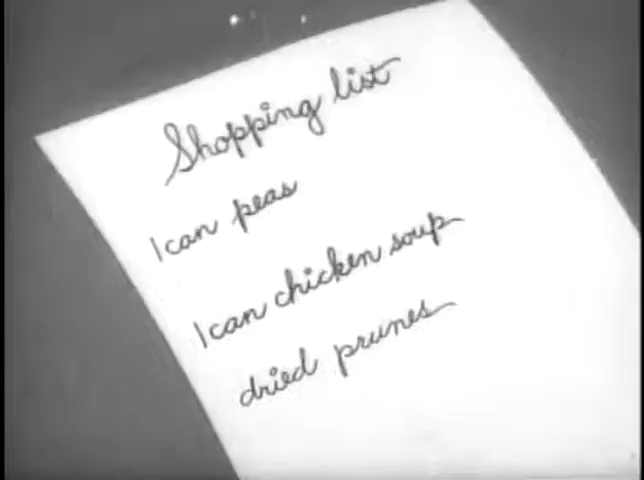 Shopping list
1 can peas
1 can chicken soup
dried prunes